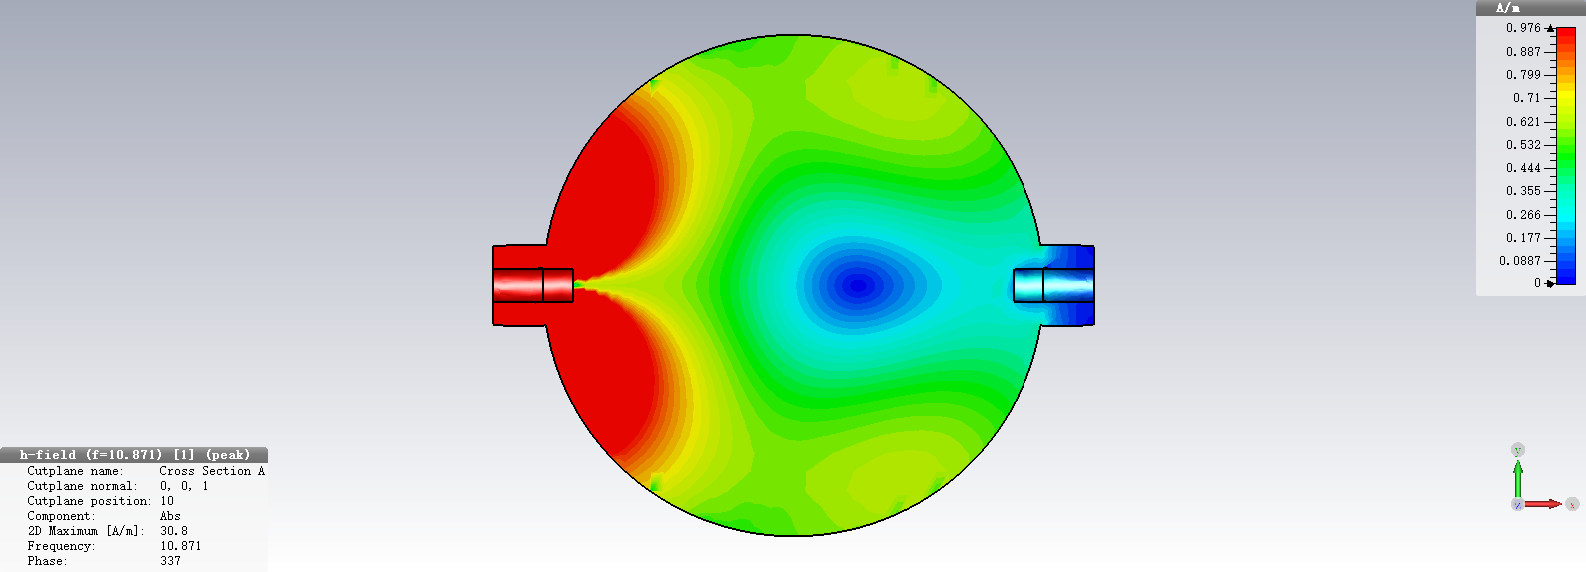 A/m
0.976
0.887
0.799
0.71
0.621
0.532
0.444
0.355
0.266
0.177
0.0887
0
h-field (f=10.871) [1] (peak)
Cutplane name: Cross Section A
Cutplane normal: 0, 0, 1
Cutplane position: 10
Component: Abs
2D Maximum [A/m]: 30.8
Frequency: 10.871
Phase: 337
y
z
x